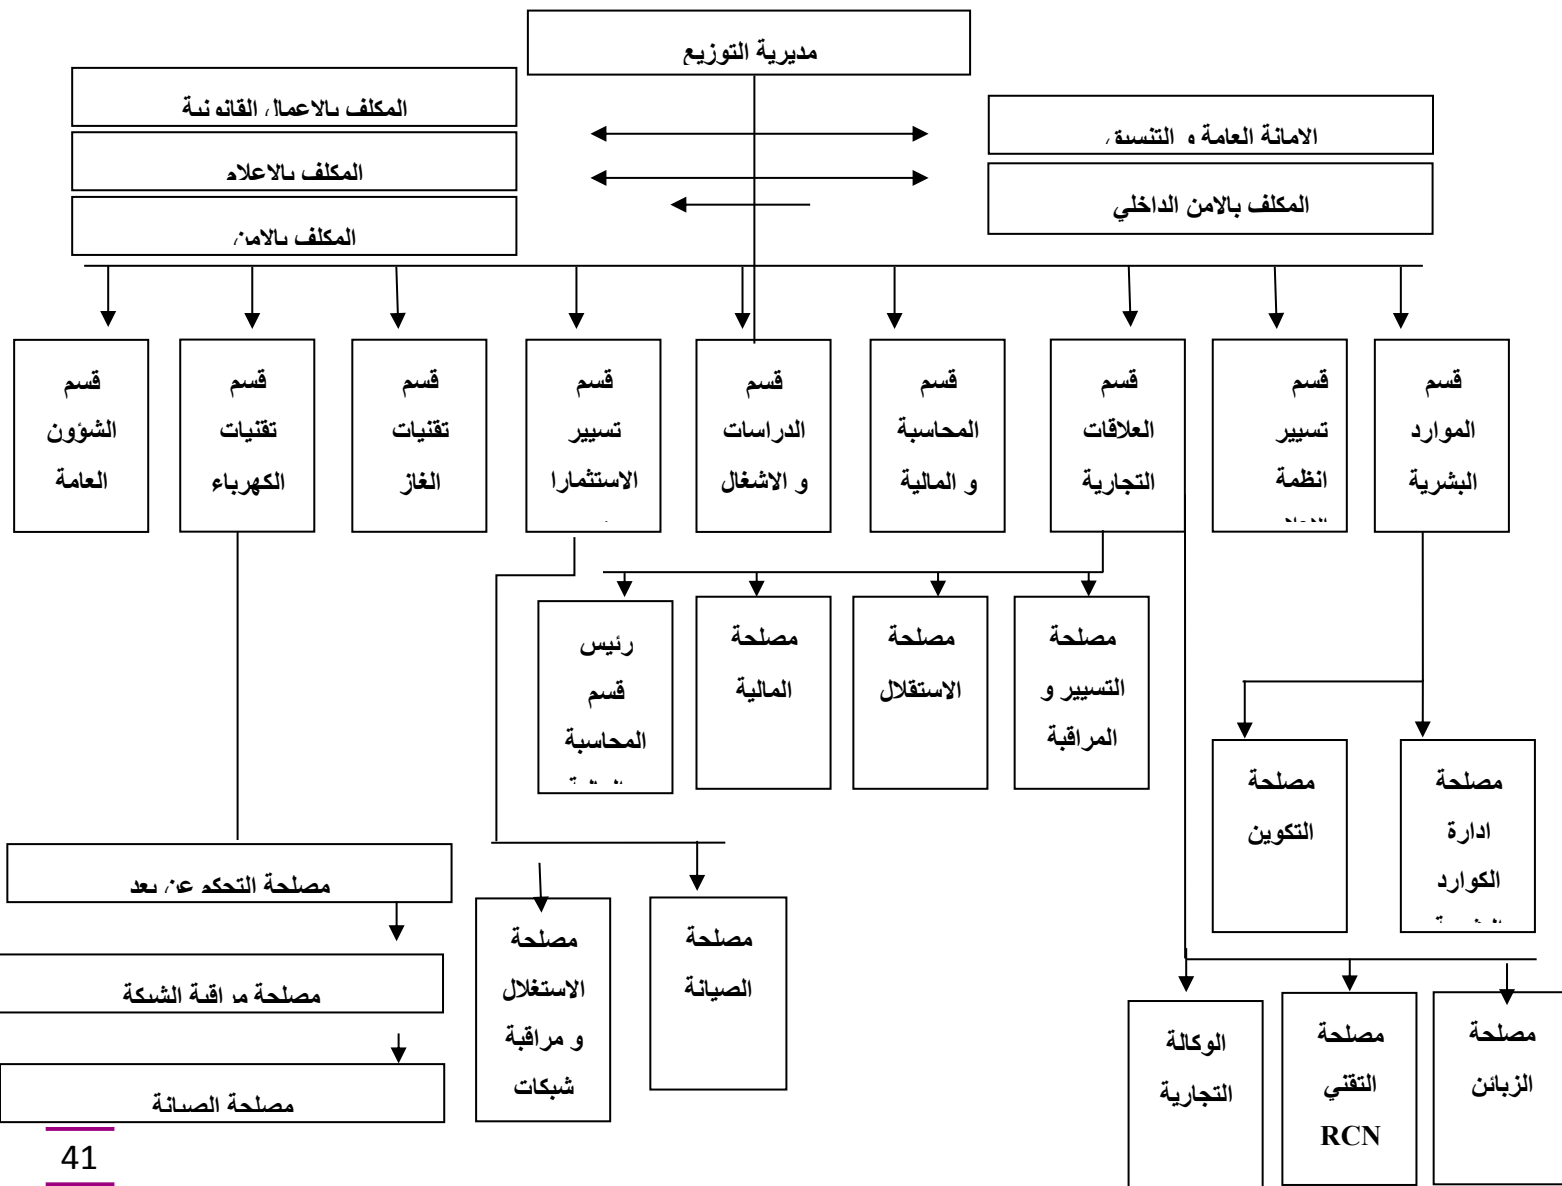 مديرية التوزيع
المكلف بالاعمال القانونية
المكلف بالاعلام
المكلف بالامن
الامانة العامة و التنسيق
المكلف بالامن الداخلي
قسم
الموارد
البشرية
قسم
تسيير
انظمة
قسم
العلاقات
التجارية
قسم
المحاسبة
و المالية
قسم
الدراسات
و الاشغال
قسم
تسيير
الاستثمارا
قسم
تقنيات
الغاز
قسم
تقنيات
الكهرباء
قسم
الشؤون
العامة
مصلحة
التسيير و
المراقبة
مصلحة
الاستقلال
مصلحة
المالية
رئيس
قسم
المحاسبة
مصلحة
ادارة
الكوارد
مصلحة
التكوين
مصلحة التحكم عن بعد
مصلحة مراقبة الشبكة
مصلحة الصيانة
مصلحة
الصيانة
مصلحة
الاستغلال
و مراقبة
شبكات
مصلحة
الزبائن
مصلحة
التقني
RCN
الوكالة
التجارية
41